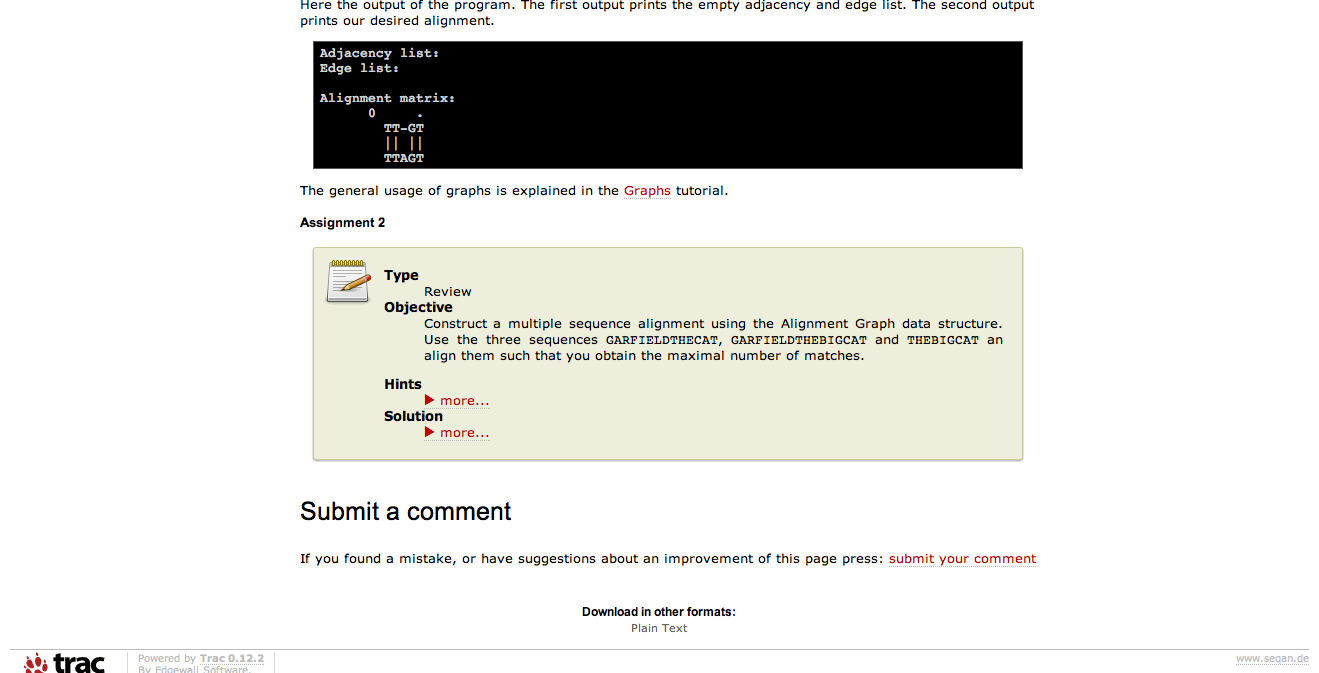 Here the output of the program. The first output prints the empty adjacency and edge list. The second output
prints our desired alignment.
Adjacency list:
Edge list:
Alignment matrix:
0 .
TT-GT
|| ||
TTAGT
The general usage of graphs is explained in the Graphs tutorial.
Assignment 2
Type
Review
Objective
Construct a multiple sequence alignment using the Alignment Graph data structure.
Use the three sequences GARFIELDTHECAT, GARFIELDTHEBIGCAT and THEBIGCAT an
align them such that you obtain the maximal number of matches.
Hints
▶ more...
Solution
▶ more...
Submit a comment
If you found a mistake, or have suggestions about an improvement of this page press: submit your comment
Download in other formats:
Plain Text
trac
Powered by Trac 0.12.2
By Edgewall Software.
www.seqan.de